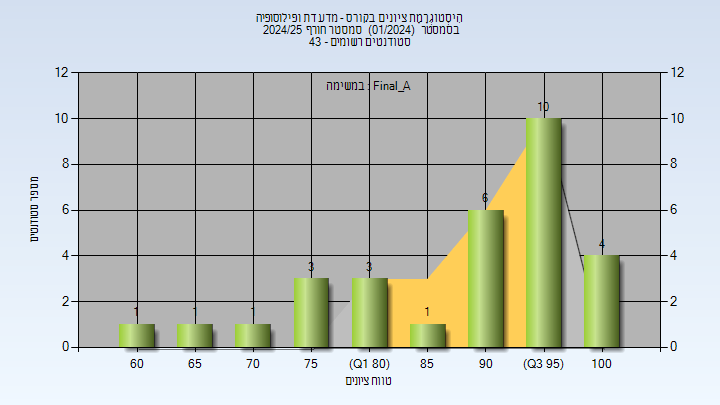 היסטוגרמת ציונים בקורס - מדע דת ופילוסופיה
בסמסטר (01/2024) סמסטר חורף 2024/25
סטודנטים רשומים - 43
במשימה : Final_A
מספר סטודנטים
12 12
10 10
8 8
6 6
4 4
2 2
0 0
1 1 1 3 3 1 6 10 4
60 65 70 75 (Q1 80) 85 90 (Q3 95) 100
טווח ציונים